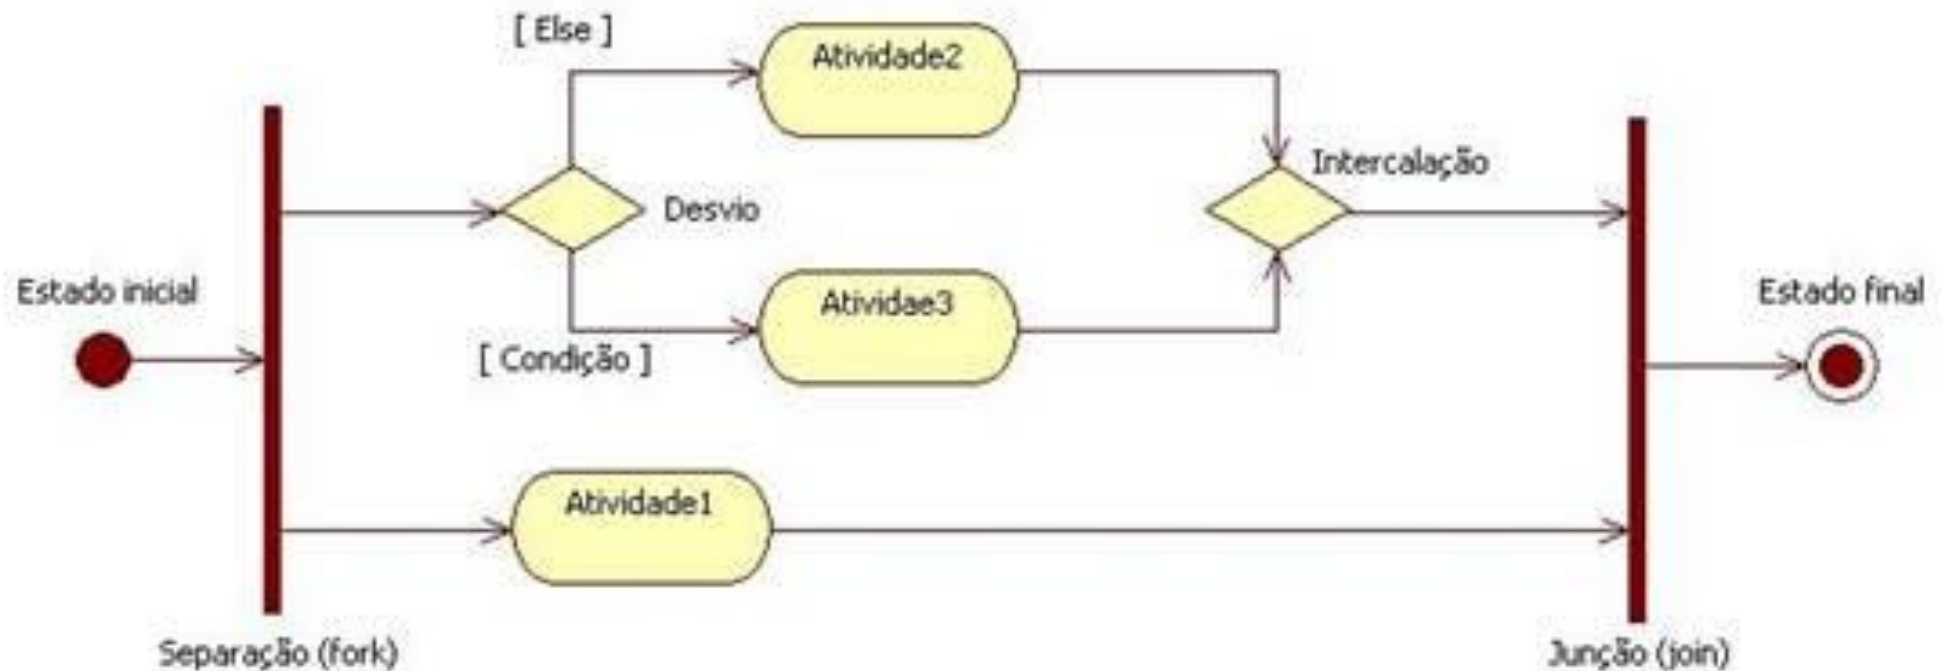 [ Else ]
Atividade2
Intercalação
Desvio
Estado inicial
Estado final
Atividae3
[ Condição ]
Atividade1
Separação (fork)
Junção (join)